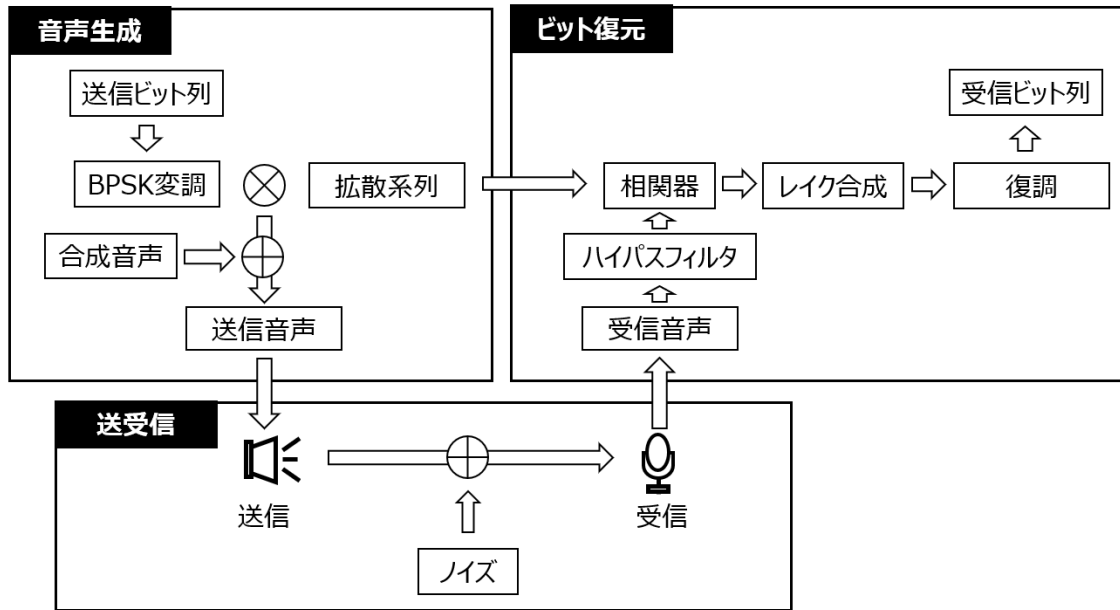 音声生成
送信ビット列
BPSK変調
拡散系列
合成音声
送信音声
ビット復元
受信ビット列
相関器
レイク合成
復調
ハイパスフィルタ
受信音声
送受信
送信
受信
ノイズ